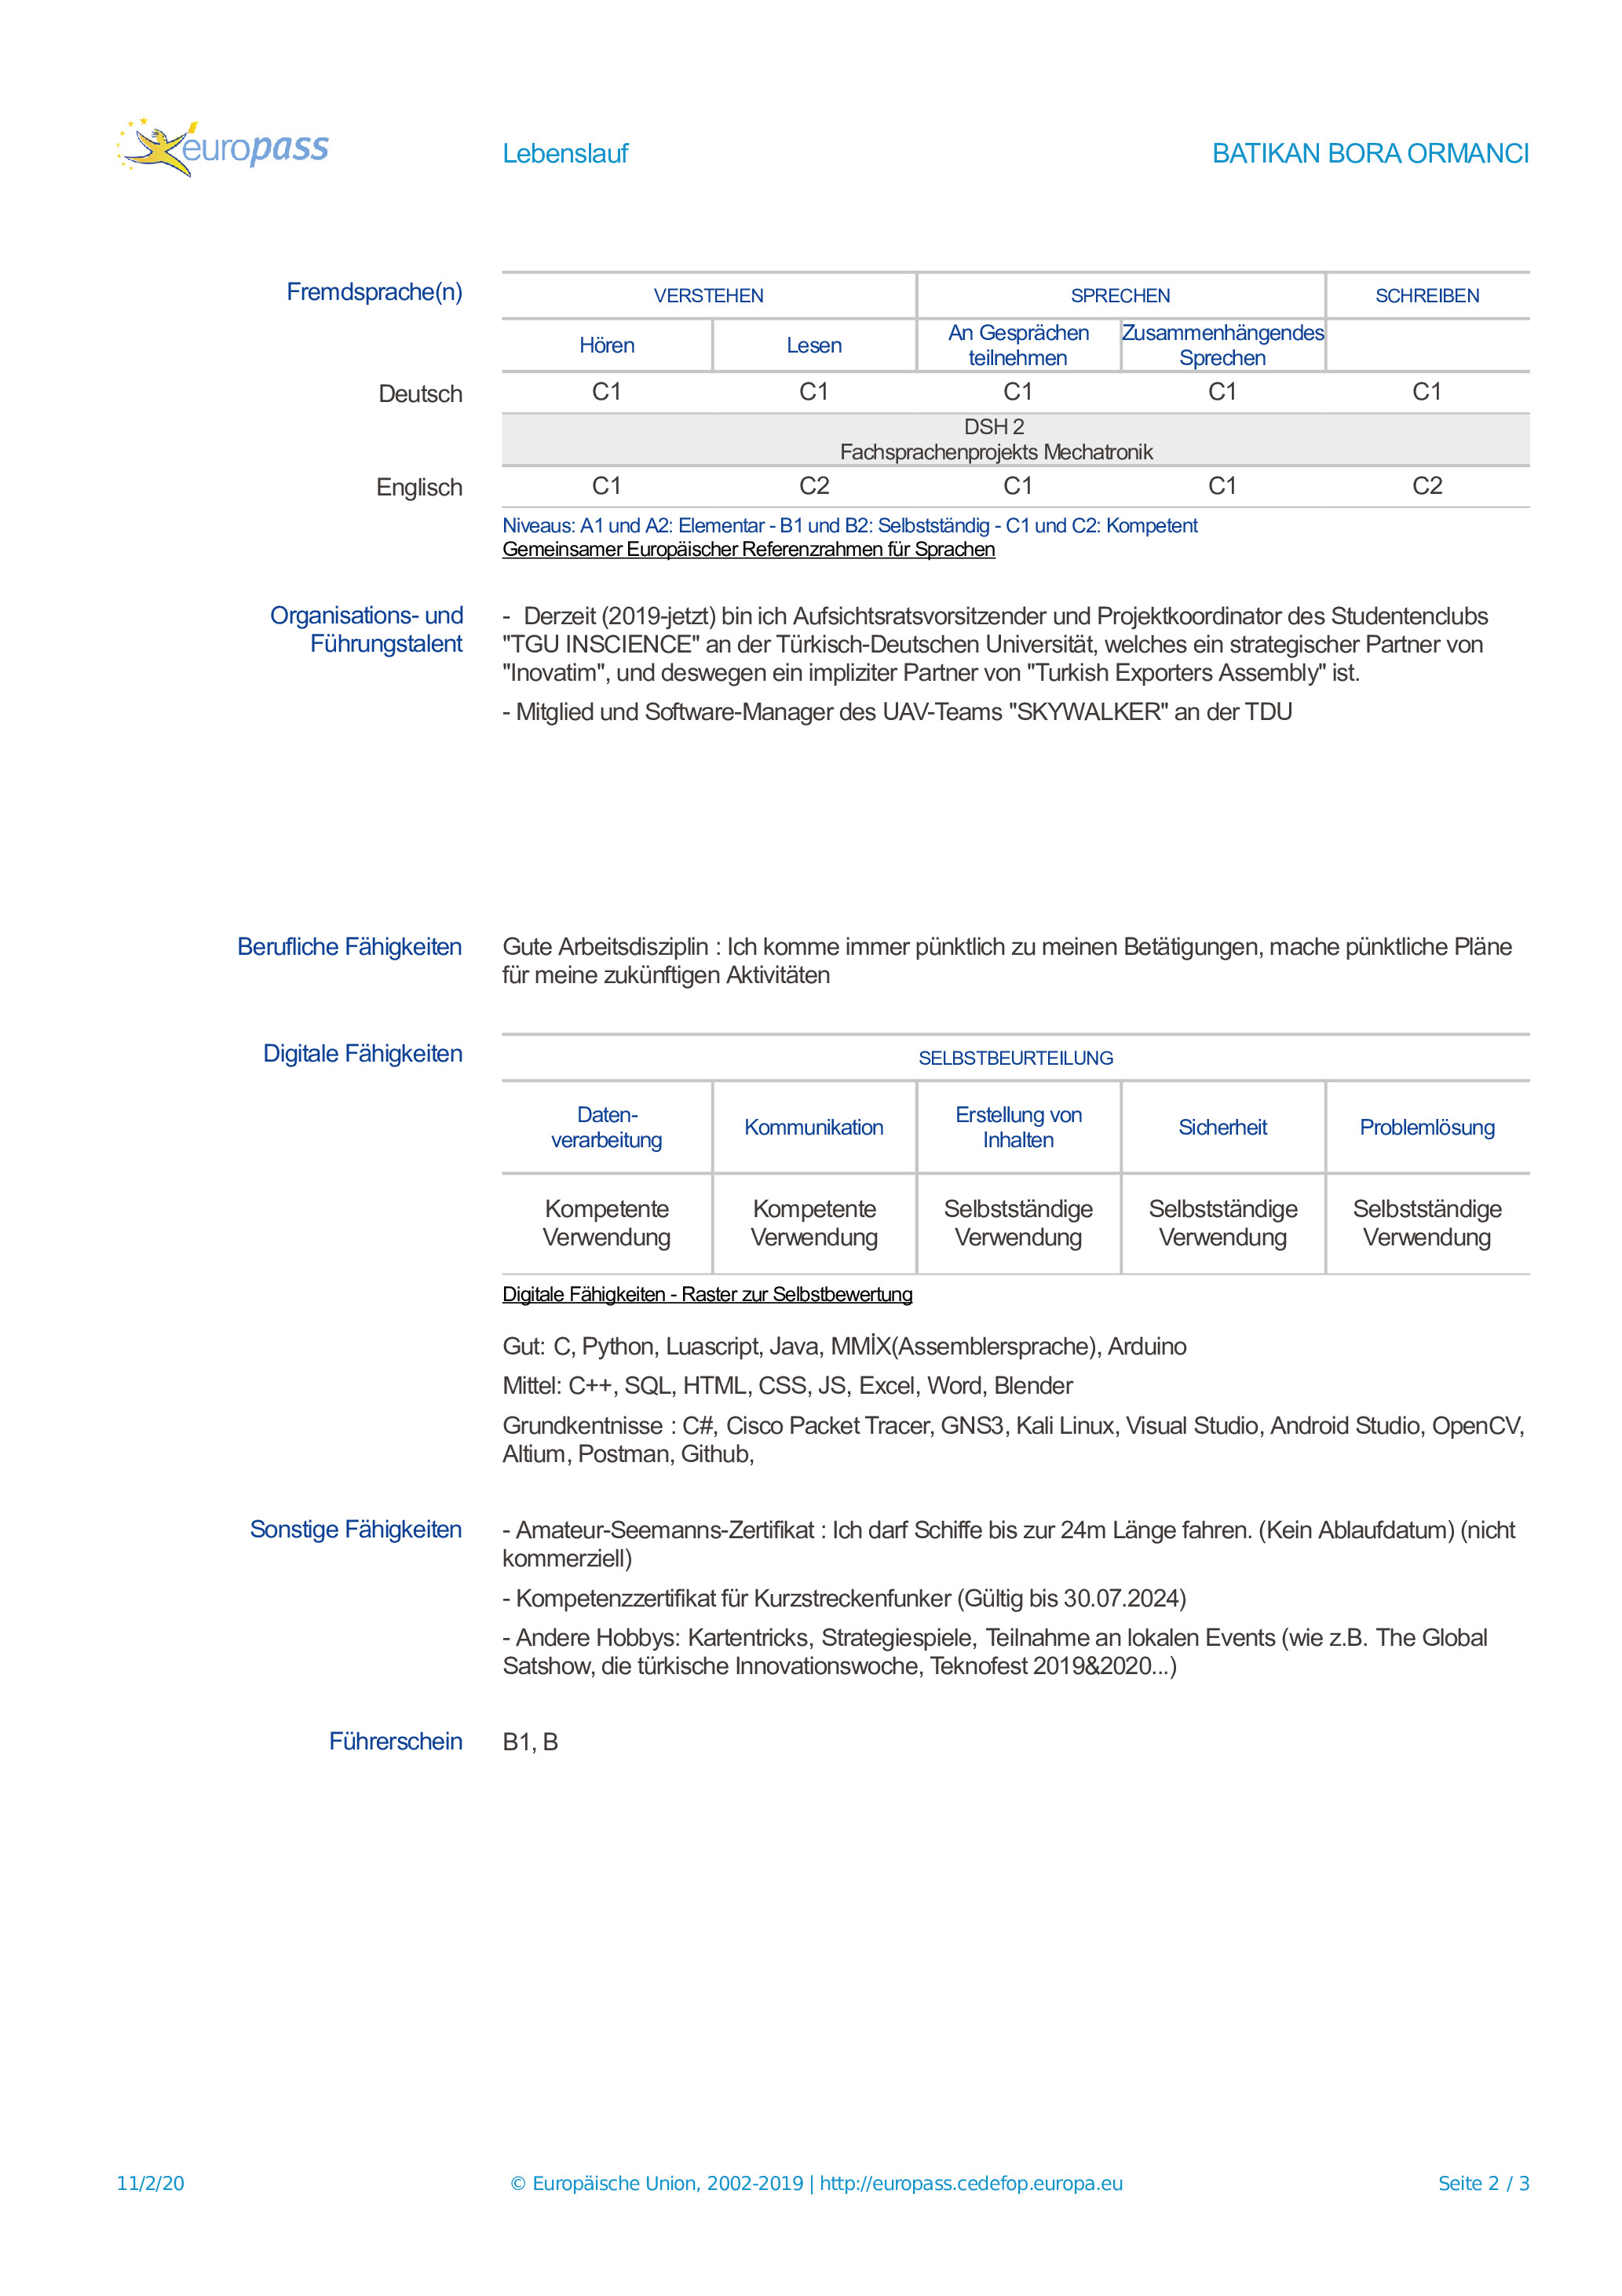 europass
Lebenslauf
BATIKAN BORA ORMANCI
Fremdsprache(n)
VERSTEHEN
SPRECHEN
SCHREIBEN
Hören
Lesen
An Gesprächen
teilnehmen
Zusammenhängendes
Sprechen
Deutsch
C1
C1
C1
C1
C1
DSH 2
Fachsprachenprojekts Mechatronik
Englisch
C1
C2
C1
C1
C2
Niveaus: A1 und A2: Elementar - B1 und B2: Selbstständig - C1 und C2: Kompetent
Gemeinsamer Europäischer Referenzrahmen für Sprachen
Organisations- und
Führungstalent
- Derzeit (2019-jetzt) bin ich Aufsichtsratsvorsitzender und Projektkoordinator des Studentenclubs
"TGU INSCIENCE" an der Türkisch-Deutschen Universität, welches ein strategischer Partner von
"Inovatim", und deswegen ein impliziter Partner von "Turkish Exporters Assembly" ist.
- Mitglied und Software-Manager des UAV-Teams "SKYWALKER" an der TDU
Berufliche Fähigkeiten
Gute Arbeitsdisziplin : Ich komme immer pünktlich zu meinen Betätigungen, mache pünktliche Pläne
für meine zukünftigen Aktivitäten
Digitale Fähigkeiten
SELBSTBEURTEILUNG
Daten-
verarbeitung
Kommunikation
Erstellung von
Inhalten
Sicherheit
Problemlösung
Kompetente
Verwendung
Kompetente
Verwendung
Selbstständige
Verwendung
Selbstständige
Verwendung
Selbstständige
Verwendung
Digitale Fähigkeiten - Raster zur Selbstbewertung
Gut: C, Python, Luascript, Java, MMİX(Assemblersprache), Arduino
Mittel: C++, SQL, HTML, CSS, JS, Excel, Word, Blender
Grundkentnisse : C#, Cisco Packet Tracer, GNS3, Kali Linux, Visual Studio, Android Studio, OpenCV,
Altium, Postman, Github,
Sonstige Fähigkeiten
- Amateur-Seemanns-Zertifikat : Ich darf Schiffe bis zur 24m Länge fahren. (Kein Ablaufdatum) (nicht
kommerziell)
- Kompetenzzertifikat für Kurzstreckenfunker (Gültig bis 30.07.2024)
- Andere Hobbys: Kartentricks, Strategiespiele, Teilnahme an lokalen Events (wie z.B. The Global
Satshow, die türkische Innovationswoche, Teknofest 2019&2020...)
Führerschein
B1, B
11/2/20
© Europäische Union, 2002-2019 | http://europass.cedefop.europa.eu
Seite 2 / 3